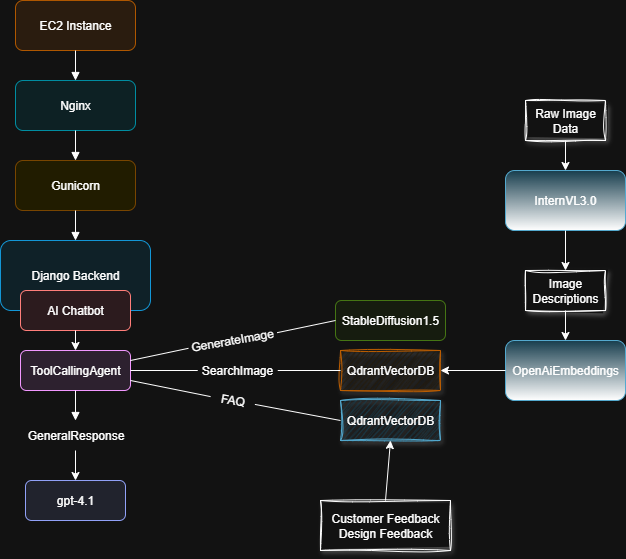 EC2 Instance
Nginx
Raw Image
Data
Gunicorn
InternVL3.0
Django Backend
Image
Descriptions
AI Chatbot
StableDiffusion1.5
GenerateImage
ToolCallingAgent
SearchImage
QdrantVectorDB
OpenAiEmbeddings
FAQ
QdrantVectorDB
GeneralResponse
gpt-4.1
Customer Feedback
Design Feedback